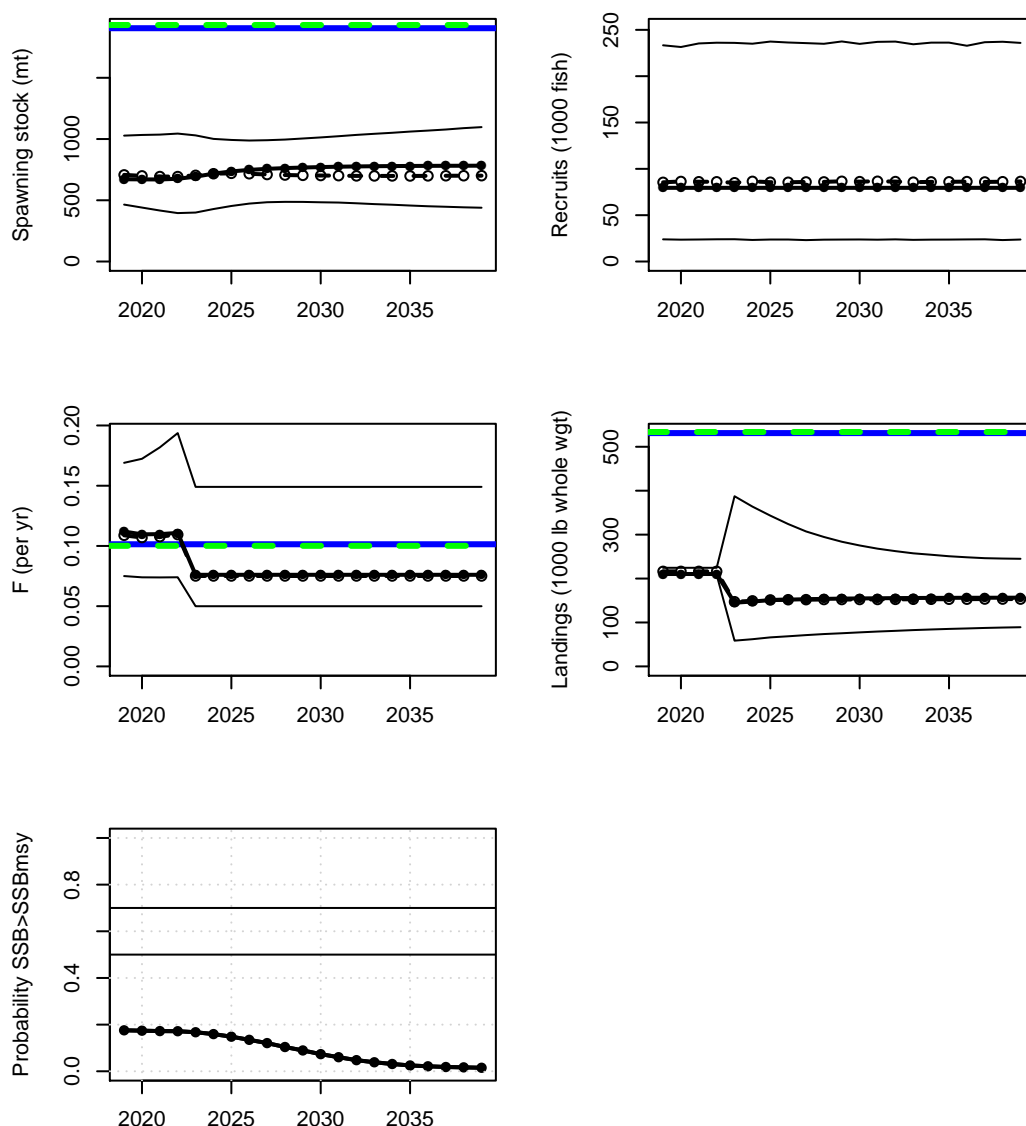 Spawning stock (mt)
0 500 1000
2020 2025 2030 2035
Recruits (1000 fish)
0 50 150 250
2020 2025 2030 2035
F (per yr)
0.00 0.05 0.10 0.15 0.20
2020 2025 2030 2035
Landings (1000 lb whole wgt)
0 100 300 500
2020 2025 2030 2035
Probability SSB>SSBmsy
0.0 0.4 0.8
2020 2025 2030 2035